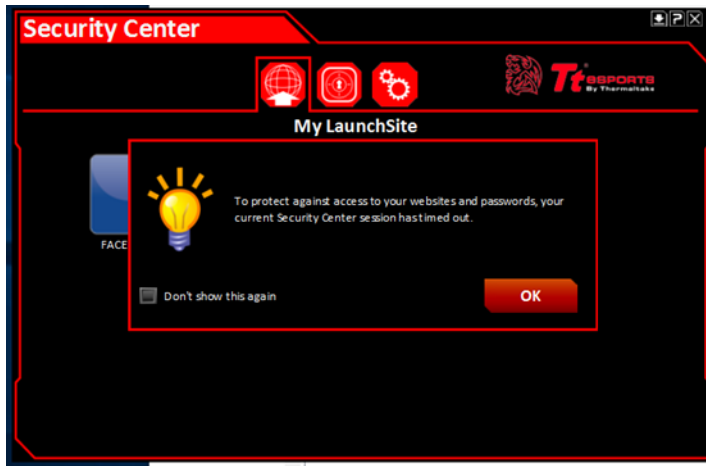 Security Center
Tt eSPORTS
By Thermaltake
My LaunchSite
FACE
To protect against access to your websites and passwords, your
current Security Center session has timed out.
Don't show this again
OK